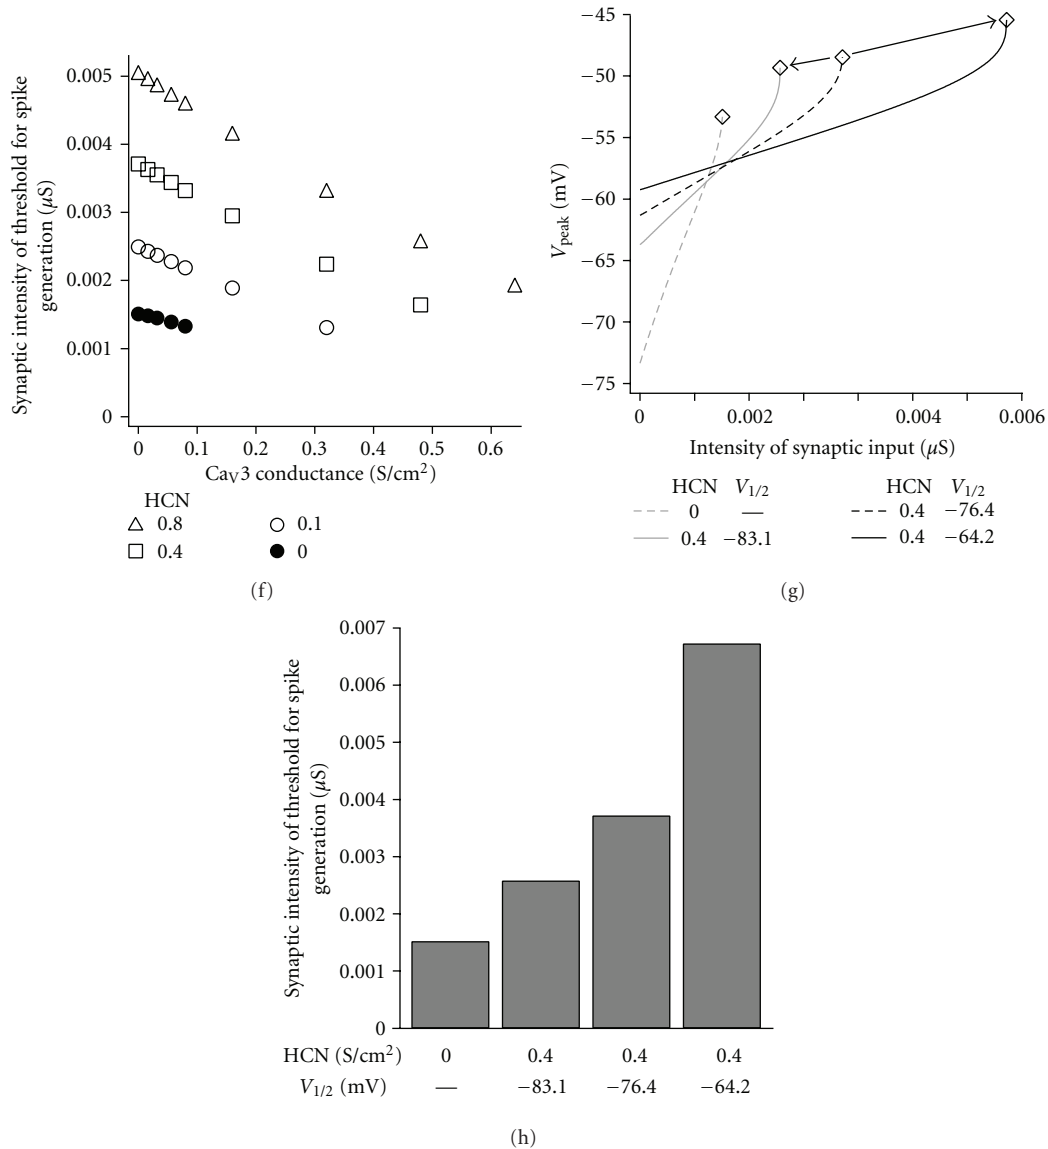 Synaptic intensity of threshold for spike
generation (μS)
0.005
0.004
0.003
0.002
0.001
0
0 0.1 0.2 0.3 0.4 0.5 0.6
CaV3 conductance (S/cm2)
HCN
0.8 0.1
0.4 0
(f)
Vpeak (mV)
−45
−50
−55
−60
−65
−70
−75
0 0.002 0.004 0.006
Intensity of synaptic input (μS)
HCN V1/2 HCN V1/2
0 — 0.4 −76.4
0.4 −83.1 0.4 −64.2
(g)
Synaptic intensity of threshold for spike
generation (μS)
0.007
0.006
0.005
0.004
0.003
0.002
0.001
0
HCN (S/cm2) 0 0.4 0.4 0.4
V1/2 (mV) — −83.1 −76.4 −64.2
(h)